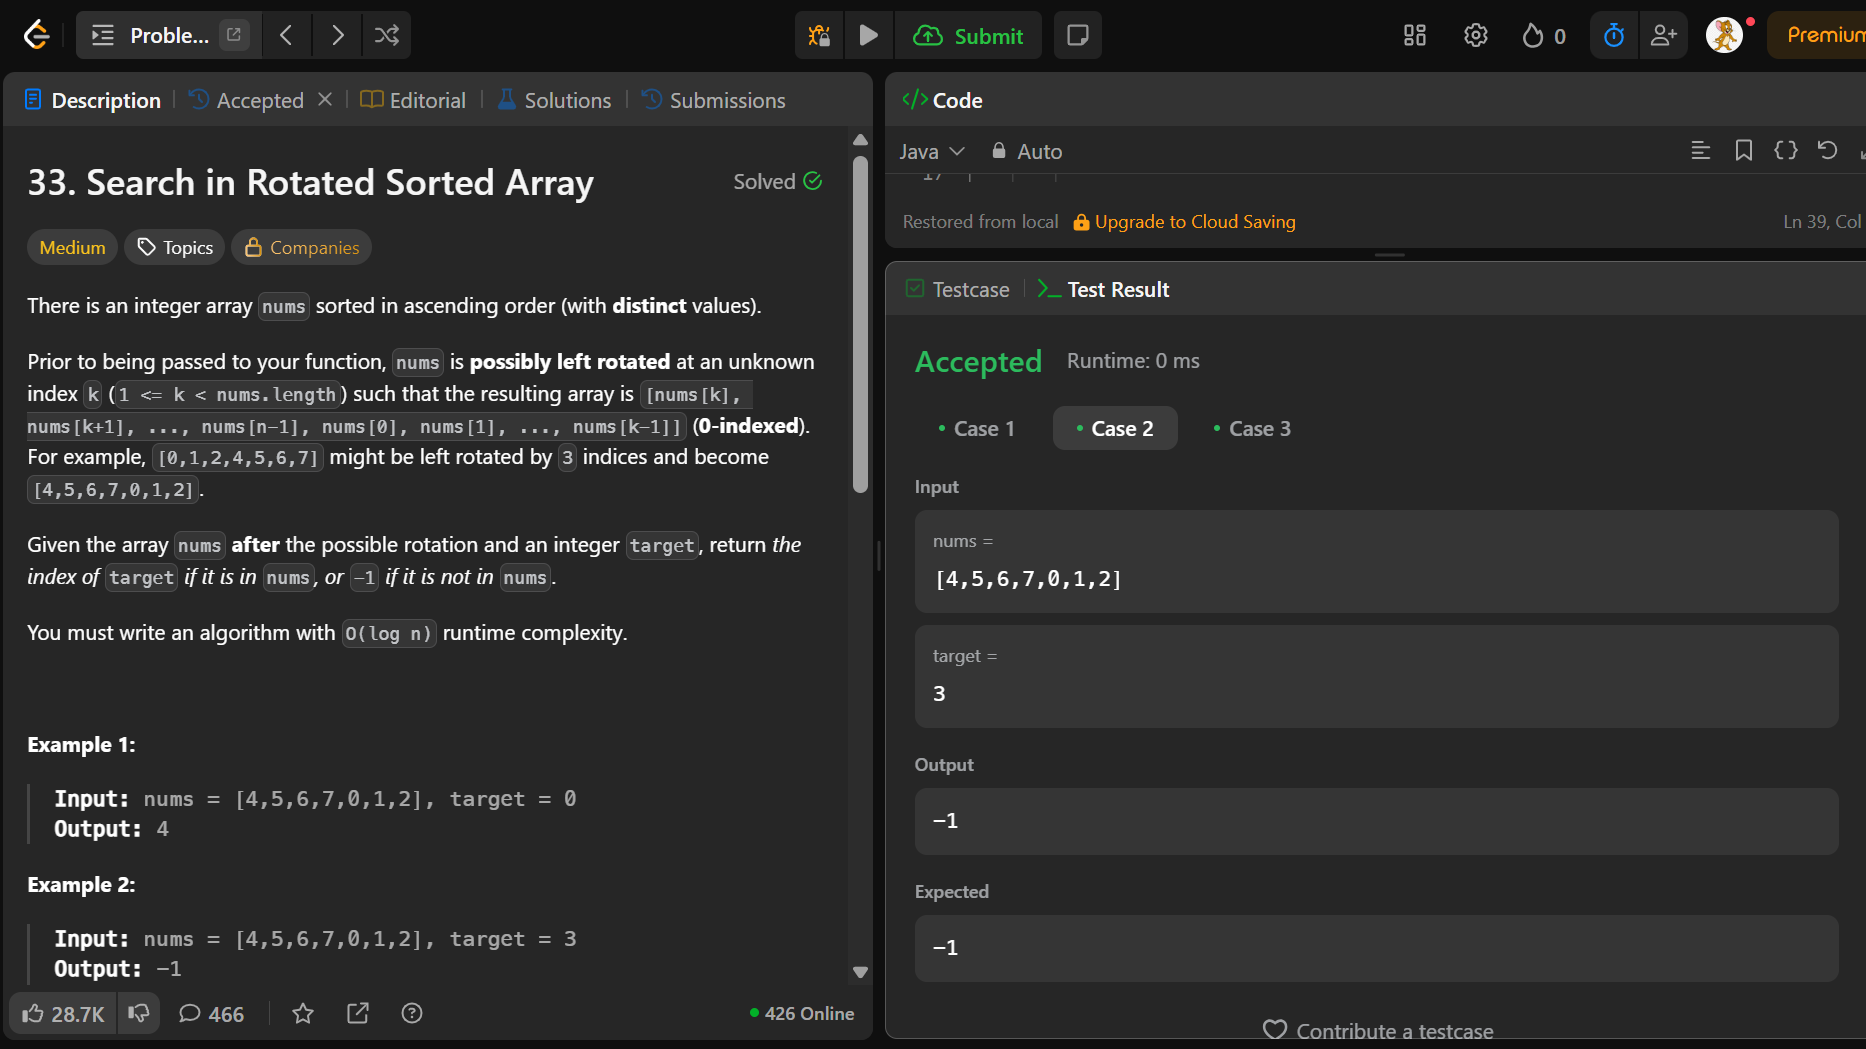 Proble...
Submit
0
Premium
Description
Accepted
Editorial
Solutions
Submissions
33. Search in Rotated Sorted Array
Solved
Medium
Topics
Companies
There is an integer array nums sorted in ascending order (with distinct values).
Prior to being passed to your function, nums is possibly left rotated at an unknown
index k (1 <= k < nums.length) such that the resulting array is [nums[k],
nums[k+1], ..., nums[n-1], nums[0], nums[1], ..., nums[k-1]] (0-indexed).
For example, [0,1,2,4,5,6,7] might be left rotated by 3 indices and become
[4,5,6,7,0,1,2].
Given the array nums after the possible rotation and an integer target, return the
index of target if it is in nums, or -1 if it is not in nums.
You must write an algorithm with O(log n) runtime complexity.
Example 1:
Input: nums = [4,5,6,7,0,1,2], target = 0
Output: 4
Example 2:
Input: nums = [4,5,6,7,0,1,2], target = 3
Output: -1
28.7K
466
426 Online
</> Code
Java
Auto
17
Restored from local
Upgrade to Cloud Saving
Ln 39, Col
Testcase
Test Result
Accepted
Runtime: 0 ms
Case 1
Case 2
Case 3
Input
nums =
[4,5,6,7,0,1,2]
target =
3
Output
-1
Expected
-1
Contribute a testcase